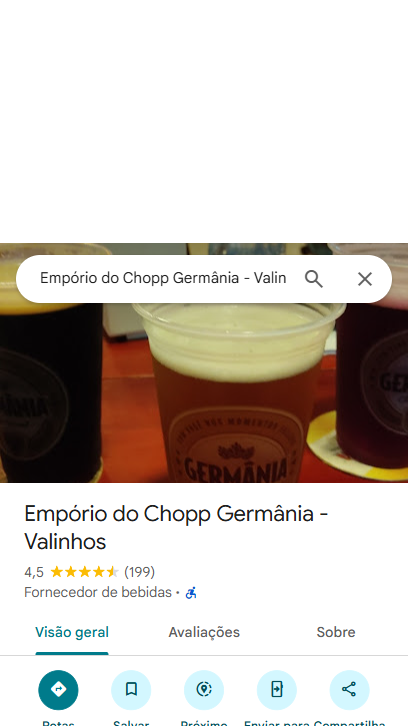 Empório do Chopp Germânia - Valin
GERMÂNIA
Empório do Chopp Germânia -
Valinhos
4,5 (199)
Fornecedor de bebidas ·
Visão geral Avaliações Sobre
Rotas Salvar Próximo Enviar para Compartilha